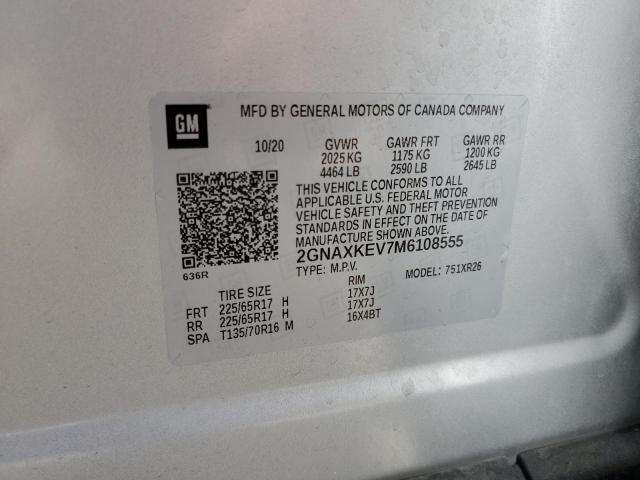 GM
MFD BY GENERAL MOTORS OF CANADA COMPANY
10/20 GVWR GAWR FRT GAWR RR
2025 KG 1175 KG 1200 KG
4464 LB 2590 LB 2645 LB
THIS VEHICLE CONFORMS TO ALL
APPLICABLE U.S. FEDERAL MOTOR
VEHICLE SAFETY AND THEFT PREVENTION
STANDARDS IN EFFECT ON THE DATE OF
MANUFACTURE SHOWN ABOVE.
2GNAXKEV7M6108555
636R
TYPE: M.P.V. MODEL: 751XR26
TIRE SIZE RIM
FRT 225/65R17 H 17X7J
RR 225/65R17 H 17X7J
SPA T135/70R16 M 16X4BT